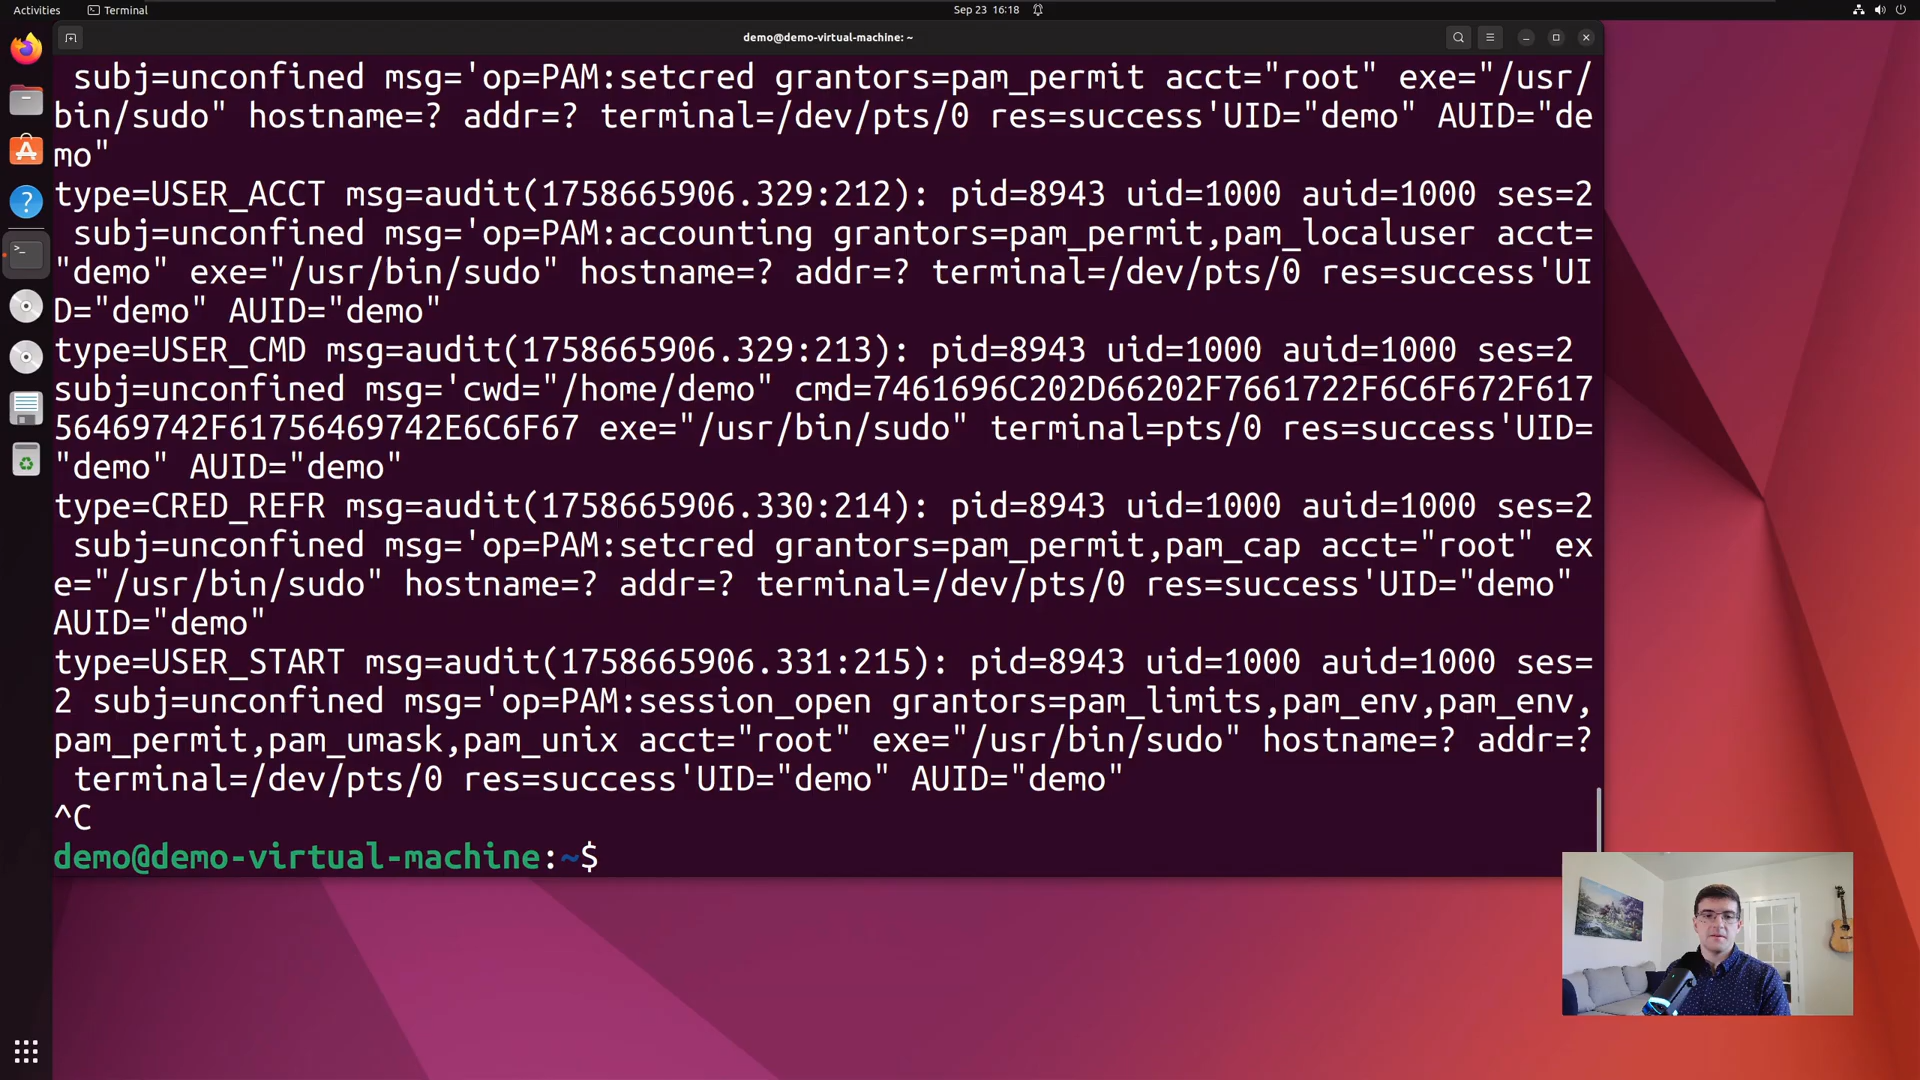 Activities
Terminal
Sep 23 16:18
demo@demo-virtual-machine: ~
subj=unconfined msg='op=PAM:setcred grantors=pam_permit acct="root" exe="/usr/
bin/sudo" hostname=? addr=? terminal=/dev/pts/0 res=success'UID="demo" AUID="de
mo"
type=USER_ACCT msg=audit(1758665906.329:212): pid=8943 uid=1000 auid=1000 ses=2
subj=unconfined msg='op=PAM:accounting grantors=pam_permit,pam_localuser acct=
"demo" exe="/usr/bin/sudo" hostname=? addr=? terminal=/dev/pts/0 res=success'UI
D="demo" AUID="demo"
type=USER_CMD msg=audit(1758665906.329:213): pid=8943 uid=1000 auid=1000 ses=2
subj=unconfined msg='cwd="/home/demo" cmd=7461696C202D66202F7661722F6C6F672F617
56469742F61756469742E6C6F67 exe="/usr/bin/sudo" terminal=pts/0 res=success'UID=
"demo" AUID="demo"
type=CRED_REFR msg=audit(1758665906.330:214): pid=8943 uid=1000 auid=1000 ses=2
subj=unconfined msg='op=PAM:setcred grantors=pam_permit,pam_cap acct="root" ex
e="/usr/bin/sudo" hostname=? addr=? terminal=/dev/pts/0 res=success'UID="demo"
AUID="demo"
type=USER_START msg=audit(1758665906.331:215): pid=8943 uid=1000 auid=1000 ses=
2 subj=unconfined msg='op=PAM:session_open grantors=pam_limits,pam_env,pam_env,
pam_permit,pam_umask,pam_unix acct="root" exe="/usr/bin/sudo" hostname=? addr=?
terminal=/dev/pts/0 res=success'UID="demo" AUID="demo"
^C
demo@demo-virtual-machine:~$